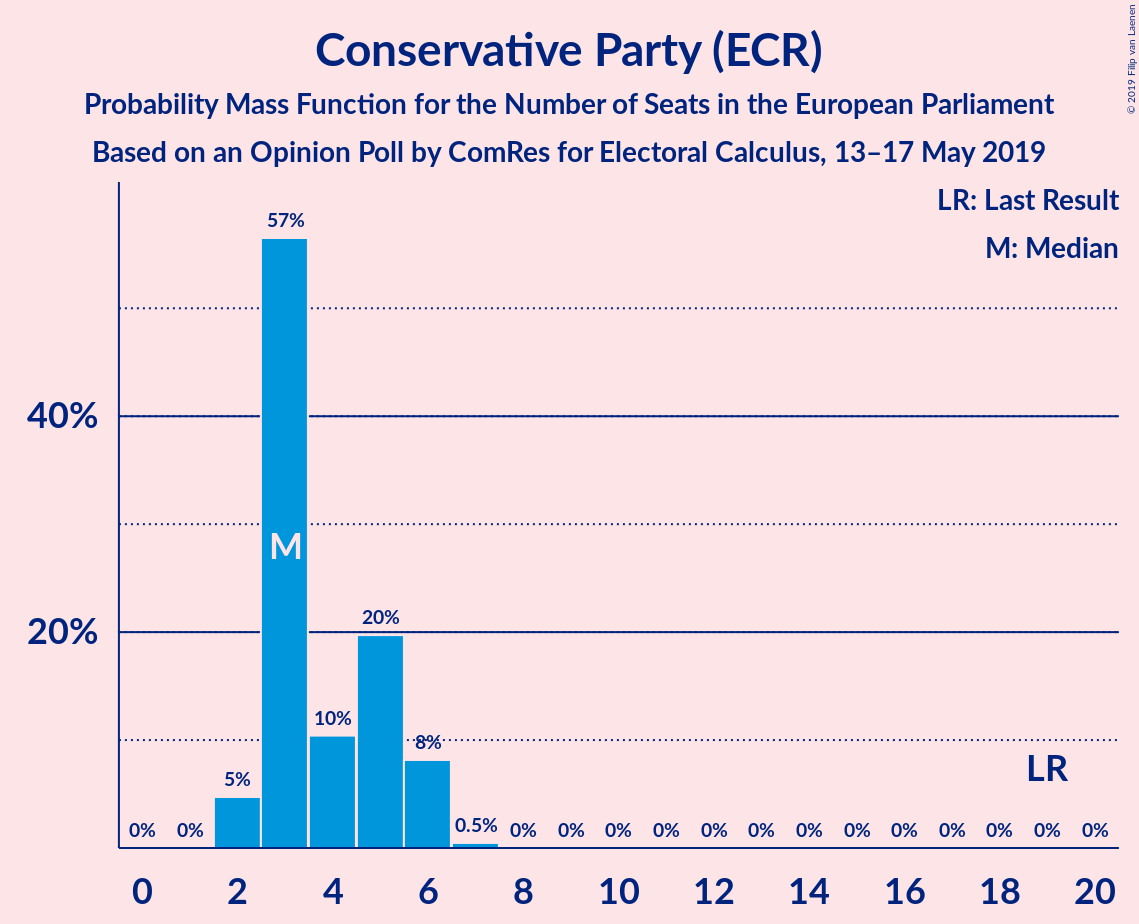 Conservative Party (ECR)
Probability Mass Function for the Number of Seats in the European Parliament
Based on an Opinion Poll by ComRes for Electoral Calculus, 13–17 May 2019
© 2019 Filip van Laenen
LR: Last Result
M: Median
57%
40%
M
20%
20%
10%
8%
5%
LR
0% 0% 0.5% 0% 0% 0% 0% 0% 0% 0% 0% 0% 0% 0% 0% 0%
0 2 4 6 8 10 12 14 16 18 20